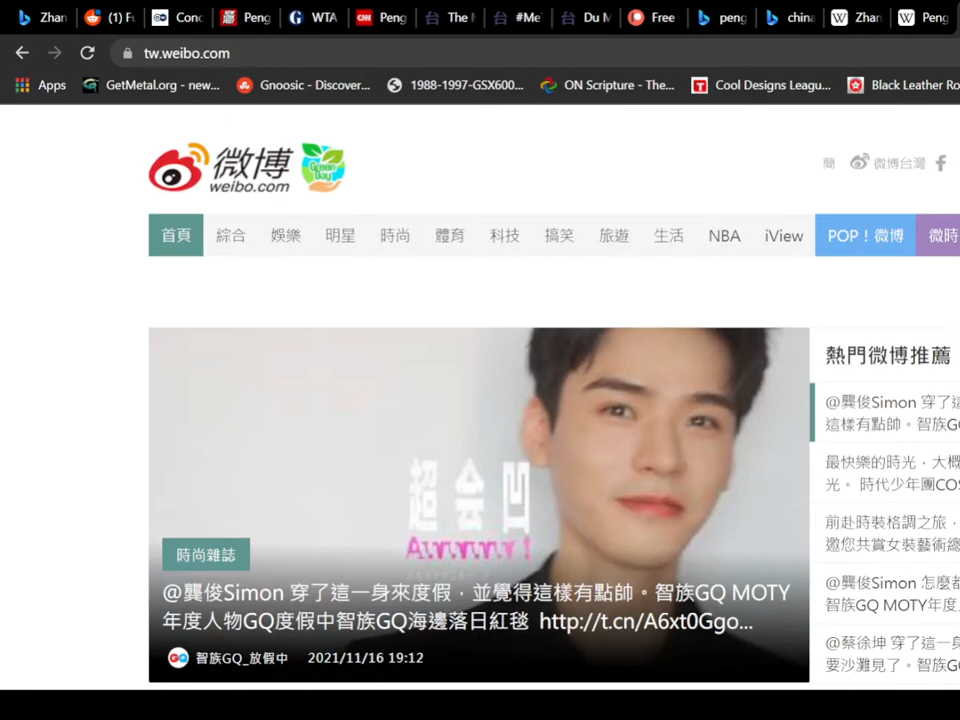 Zhan
(1) Fu
Conc
Peng
WTA
Peng
The
#Me
Du M
Free
peng
china
Zhan
Peng
tw.weibo.com
Apps
GetMetal.org - new...
Gnoosic - Discover...
1988-1997-GSX600...
ON Scripture - The...
Cool Designs Leagu...
Black Leather Ro
微博
weibo.com
Green Day
簡
微博台灣
首頁 綜合 娛樂 明星 時尚 體育 科技 搞笑 旅遊 生活 NBA iView POP！微博 微時
熱門微博推薦
超会凹
Awwww!
時尚雜誌
@龔俊Simon 穿了這一身來度假，並覺得這樣有點帥。智族GQ MOTY
年度人物GQ度假中智族GQ海邊落日紅毯 http://t.cn/A6xt0Ggo...
GQ 智族GQ_放假中 2021/11/16 19:12
@龔俊Simon 穿了這
這樣有點帥。智族G
最快樂的時光，大概
光。 時代少年團COS
前赴時裝格調之旅，
邀您共賞女裝藝術總
@龔俊Simon 怎麼都
智族GQ MOTY年度
@蔡徐坤 穿了這一身
要沙灘見了。智族G